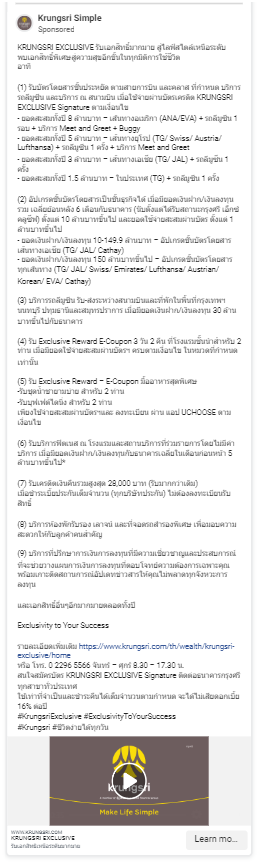 Krungsri Simple
Sponsored
KRUNGSRI EXCLUSIVE รับเอกสิทธิ์มากมาย สู่ไลฟ์สไตล์เหนือระดับ
พบเอกสิทธิ์พิเศษสู่ความสุขอีกขั้นในทุกมิติการใช้ชีวิต
อาทิ
(1) รับบัตรโดยสารชั้นประหยัด ตามสายการบิน และคลาส ที่กำหนด บริการ
รถลีมูซีน และบริการ ณ สนามบิน เมื่อใช้จ่ายผ่านบัตรเครดิต KRUNGSRI
EXCLUSIVE Signature ตามเงื่อนไข
- ยอดสะสมทั้งปี 8 ล้านบาท – เส้นทางอเมริกา (ANA/EVA) + รถลีมูซีน 1
รอบ + บริการ Meet and Greet + Buggy
- ยอดสะสมทั้งปี 5 ล้านบาท – เส้นทางยุโรป (TG/ Swiss/ Austria/
Lufthansa) + รถลีมูซีน 1 ครั้ง + บริการ Meet and Greet
- ยอดสะสมทั้งปี 3 ล้านบาท – เส้นทางเอเชีย (TG/ JAL) + รถลีมูซีน 1
ครั้ง
- ยอดสะสมทั้งปี 1.5 ล้านบาท – ในประเทศ (TG) + รถลีมูซีน 1 ครั้ง
(2) อัปเกรดชั้นบัตรโดยสารเป็นชั้นธุรกิจได้ เมื่อมียอดเงินฝาก/เงินลงทุน
รวม เฉลี่ยย้อนหลัง 6 เดือนกับธนาคาร (นับตั้งแต่ได้รับสถานะกรุงศรี เอ็กซ์
คลูซีฟ) ตั้งแต่ 10 ล้านบาทขึ้นไป และยอดใช้จ่ายสะสมผ่านบัตร ตั้งแต่ 1
ล้านบาทขึ้นไป
- ยอดเงินฝาก/เงินลงทุน 10-149.9 ล้านบาท – อัปเกรดชั้นบัตรโดยสาร
เส้นทางเอเชีย (TG/ JAL/ Cathay)
- ยอดเงินฝาก/เงินลงทุน 150 ล้านบาทขึ้นไป – อัปเกรดชั้นบัตรโดยสาร
ทุกเส้นทาง (TG/ JAL/ Swiss/ Emirates/ Lufthansa/ Austrian/
Korean/ EVA/ Cathay)
(3) บริการรถลีมูซีน รับ-ส่งระหว่างสนามบินและที่พักในพื้นที่กรุงเทพฯ
นนทบุรี ปทุมธานีและสมุทรปราการ เมื่อมียอดเงินฝาก/เงินลงทุน 30 ล้าน
บาทขึ้นไปกับธนาคาร
(4) รับ Exclusive Reward E-Coupon 3 วัน 2 คืน ที่โรงแรมชั้นนำสำหรับ 2
ท่าน เมื่อมียอดใช้จ่ายสะสมผ่านบัตรฯ ครบตามเงื่อนไข ในหมวดที่กำหนด
เท่านั้น
(5) รับ Exclusive Reward – E-Coupon มื้ออาหารสุดพิเศษ
-รับชุดน้ำชายามบ่าย สำหรับ 2 ท่าน
-รับบุฟเฟ่ต์ไดนิ่ง สำหรับ 2 ท่าน
เพียงใช้จ่ายสะสมผ่านบัตรฯและ ลงทะเบียน ผ่าน แอป UCHOOSE ตาม
เงื่อนไข
(6) รับบริการฟิตเนส ณ โรงแรมและสถานบริการที่ร่วมรายการโดยไม่มีค่า
บริการ เมื่อมียอดเงินฝาก/เงินลงทุนกับธนาคารเฉลี่ยในเดือนก่อนหน้า 5
ล้านบาทขึ้นไป*
(7) รับเครดิตเงินคืนรวมสูงสุด 28,000 บาท (รับมากกว่าเดิม)
เมื่อชำระเบี้ยประกันเต็มจำนวน (ทุกบริษัทประกัน) ไม่ต้องลงทะเบียนรับ
สิทธิ์
(8) บริการห้องพักรับรอง เลาจน์ และที่จอดรถสำรองพิเศษ เพื่อมอบความ
สะดวกให้กับลูกค้าคนสำคัญ
(9) บริการที่ปรึกษาการเงินการลงทุนที่มีความเชี่ยวชาญและประสบการณ์
ที่จะช่วยวางแผนการเงินการลงทุนที่ตอบโจทย์ความต้องการเฉพาะคุณ
พร้อมเกาะติดสถานการณ์อัปเดตข่าวสารให้คุณไม่พลาดทุกจังหวะการ
ลงทุน
และเอกสิทธิ์อื่นๆอีกมากมายตลอดทั้งปี
Exclusivity to Your Success
รายละเอียดเพิ่มเติม https://www.krungsri.com/th/wealth/krungsri-
exclusive/home
หรือ โทร. 0 2296 5566 จันทร์ – ศุกร์ 8.30 – 17.30 น.
สนใจสมัครบัตร KRUNGSRI EXCLUSIVE Signature ติดต่อธนาคารกรุงศรี
ทุกสาขาทั่วประเทศ
ใช้เท่าที่จำเป็นและชำระคืนได้เต็มจำนวนตามกำหนด จะได้ไม่เสียดอกเบี้ย
16% ต่อปี
#KrungsriExclusive #ExclusivityToYourSuccess
#Krungsri #ชีวิตง่ายได้ทุกวัน
krungsri
Make Life Simple
WWW.KRUNGSRI.COM
KRUNGSRI EXCLUSIVE
รับเอกสิทธิ์เหนือระดับมากมาย
Learn mo...